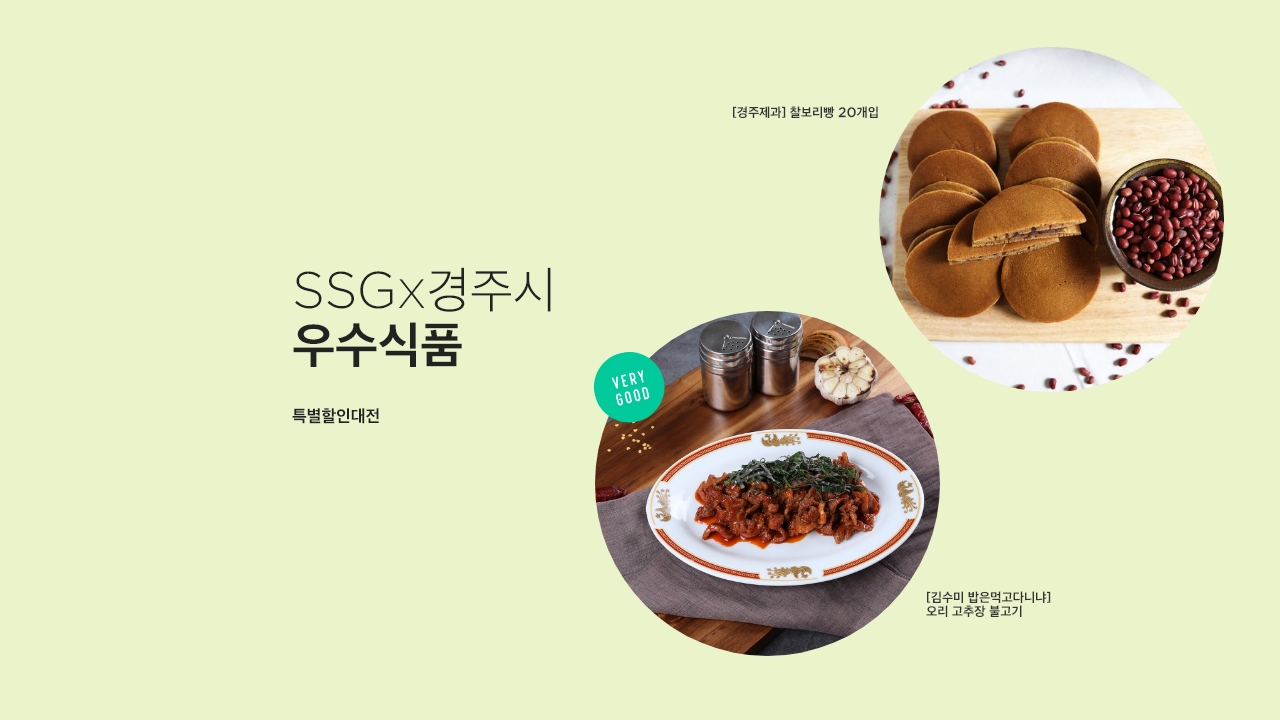 SSGx경주시
우수식품
특별할인대전
[경주제과] 찰보리빵 20개입
VERY
GOOD
[김수미 밥은먹고다니냐]
오리 고추장 불고기